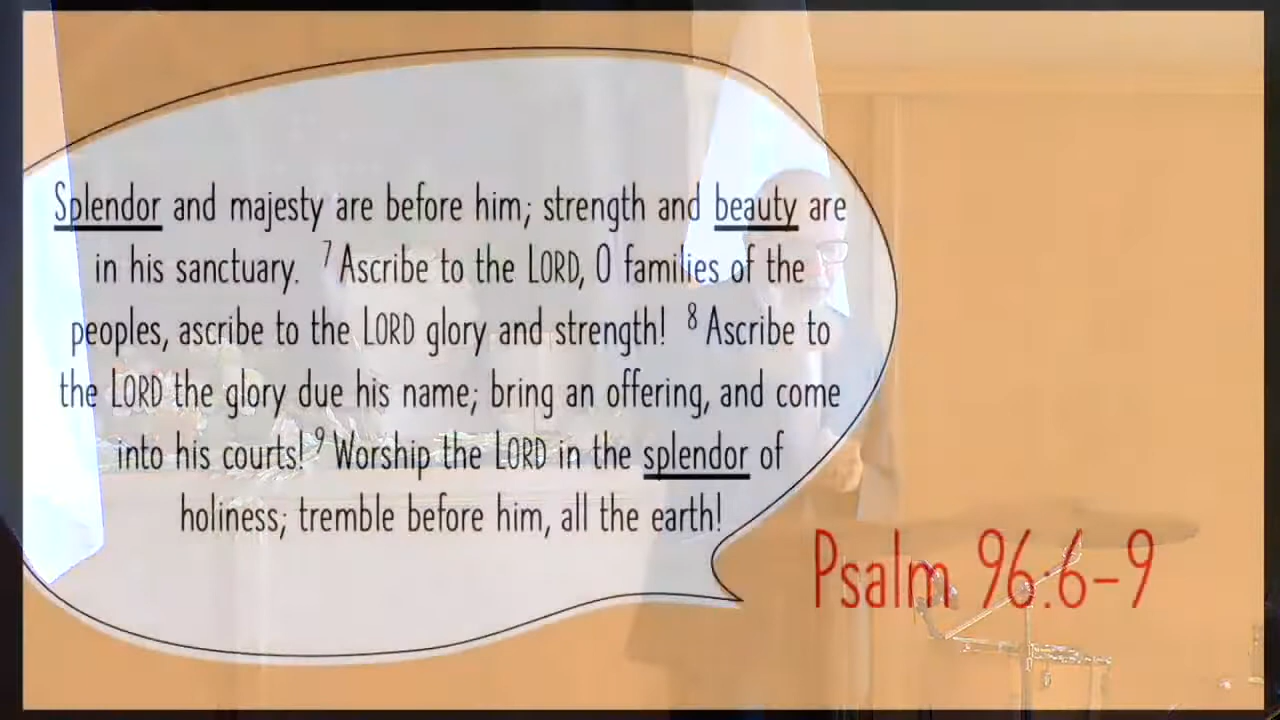 Splendor and majesty are before him; strength and beauty are
in his sanctuary. 7 Ascribe to the LORD, O families of the
peoples, ascribe to the LORD glory and strength! 8 Ascribe to
the LORD the glory due his name; bring an offering, and come
into his courts! 9 Worship the LORD in the splendor of
holiness; tremble before him, all the earth!
Psalm 96:6-9